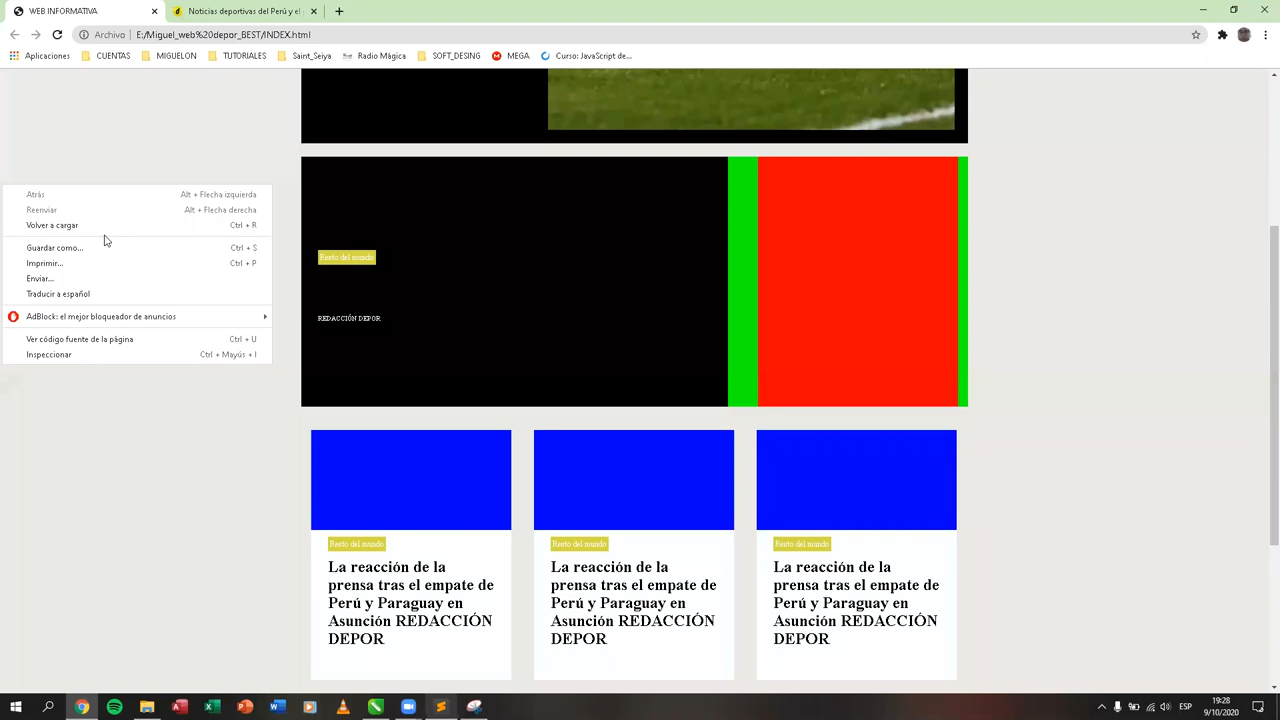 WEB INFORMATIVA
Noticias deportivas del Perú y el
Archivo
E:/Miguel_web%20depor_BEST/INDEX.html
Aplicaciones
CUENTAS
MIGUELON
TUTORIALES
Saint_Seiya
Radio Mágica
SOFT_DESING
MEGA
Curso: JavaScript de...
Atrás Alt + Flecha izquierda
Reenviar Alt + Flecha derecha
Volver a cargar Ctrl + R
Guardar como... Ctrl + S
Imprimir... Ctrl + P
Enviar...
Traducir a español
AdBlock: el mejor bloqueador de anuncios
Ver código fuente de la página Ctrl + U
Inspeccionar Ctrl + Mayús + I
Resto del mundo
REDACCIÓN DEPOR
Resto del mundo
La reacción de la
prensa tras el empate de
Perú y Paraguay en
Asunción REDACCIÓN
DEPOR
Resto del mundo
La reacción de la
prensa tras el empate de
Perú y Paraguay en
Asunción REDACCIÓN
DEPOR
Resto del mundo
La reacción de la
prensa tras el empate de
Perú y Paraguay en
Asunción REDACCIÓN
DEPOR
ESP
19:28
9/10/2020